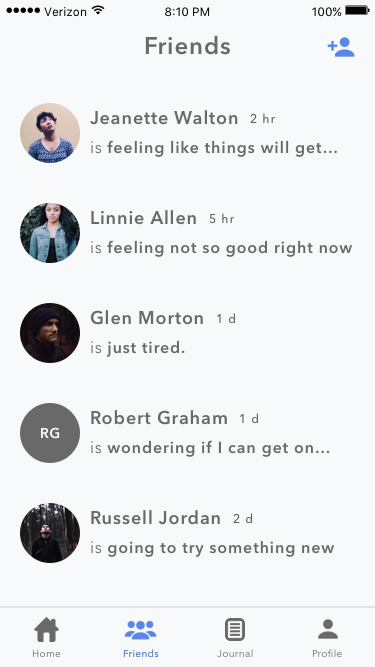 Verizon 8:10 PM 100%
Friends
Jeanette Walton 2 hr
is feeling like things will get...
Linnie Allen 5 hr
is feeling not so good right now
Glen Morton 1 d
is just tired.
RG
Robert Graham 1 d
is wondering if I can get on...
Russell Jordan 2 d
is going to try something new
Home Friends Journal Profile